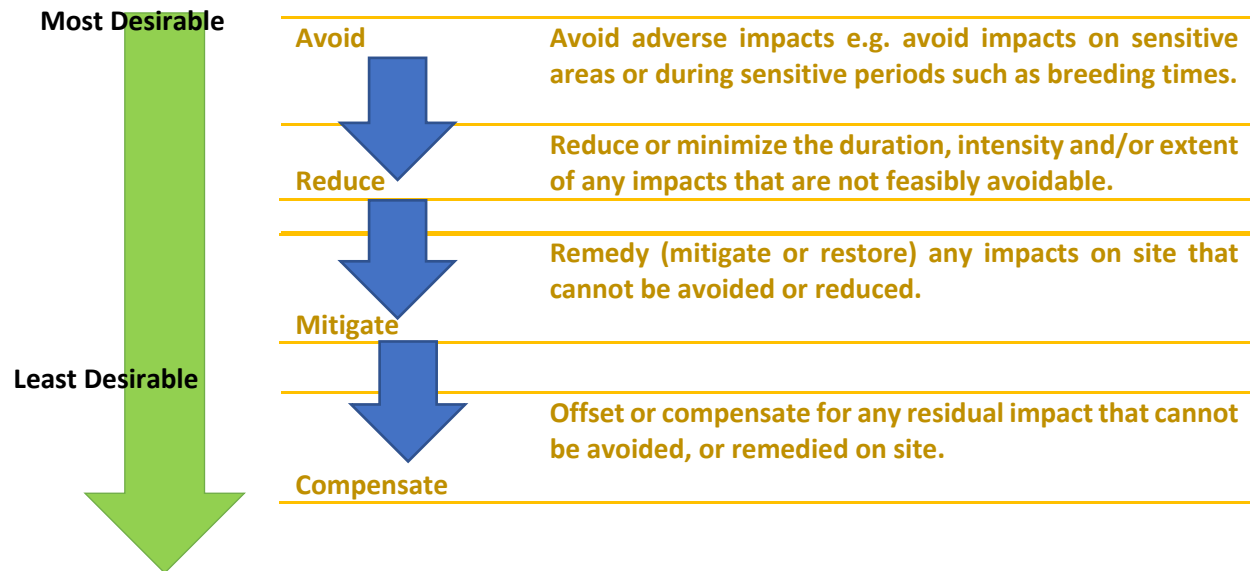 Most Desirable
Avoid
Avoid adverse impacts e.g. avoid impacts on sensitive
areas or during sensitive periods such as breeding times.
Reduce or minimize the duration, intensity and/or extent
of any impacts that are not feasibly avoidable.
Reduce
Remedy (mitigate or restore) any impacts on site that
cannot be avoided or reduced.
Mitigate
Least Desirable
Offset or compensate for any residual impact that cannot
be avoided, or remedied on site.
Compensate